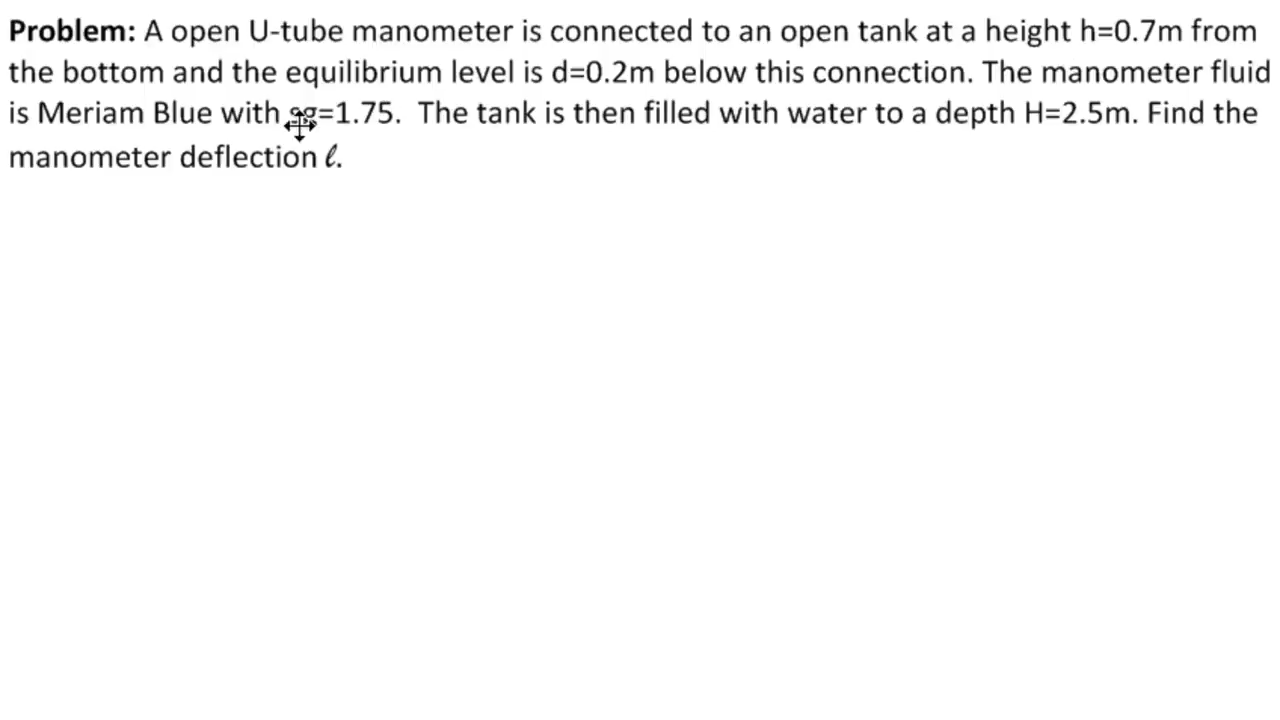 Problem: A open U-tube manometer is connected to an open tank at a height h=0.7m from
the bottom and the equilibrium level is d=0.2m below this connection. The manometer fluid
is Meriam Blue with sg=1.75. The tank is then filled with water to a depth H=2.5m. Find the
manometer deflection ℓ.